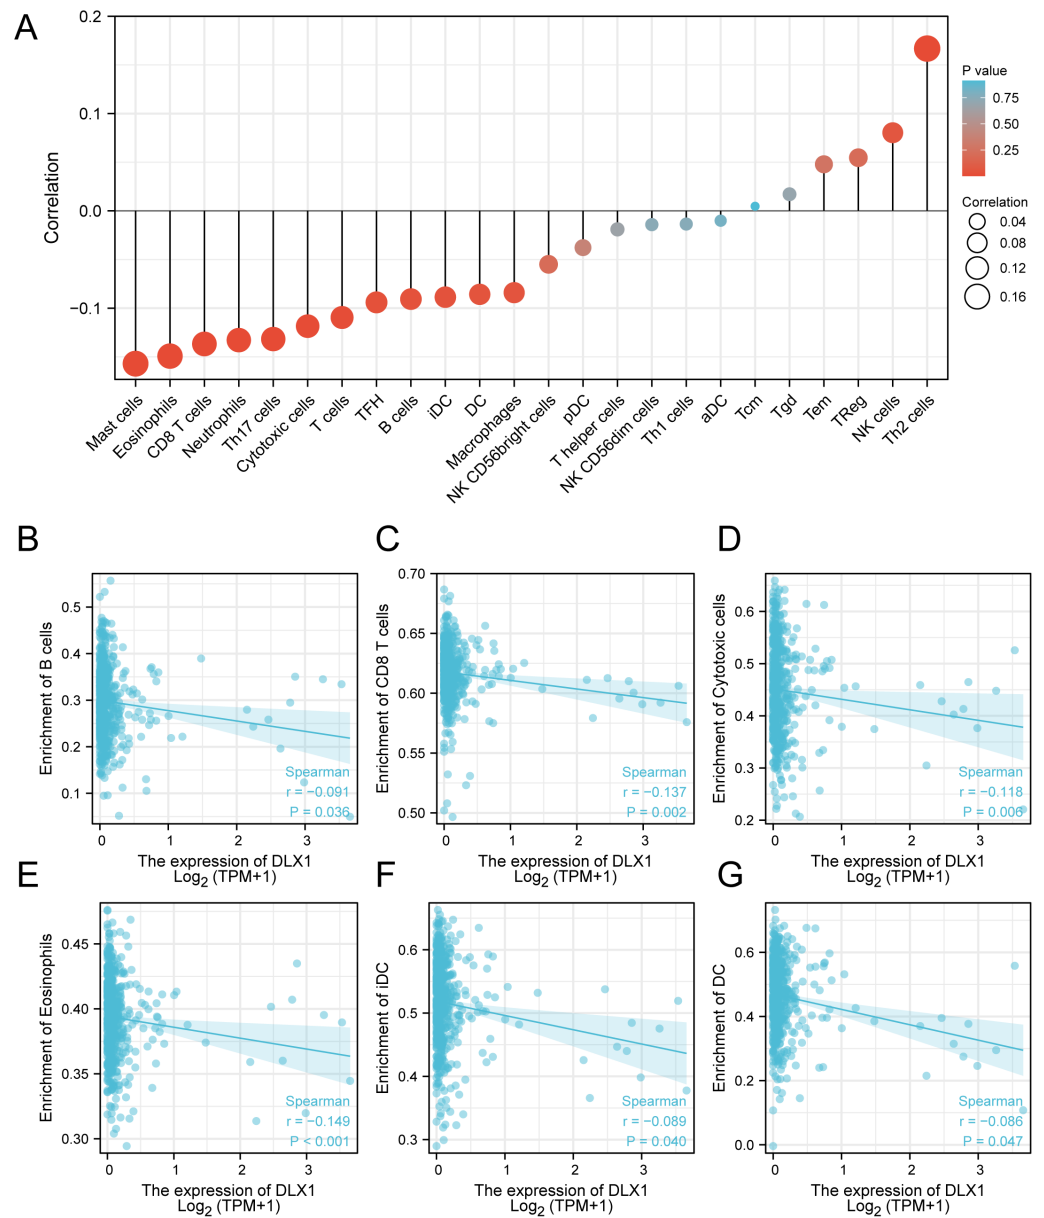 A
0.2
0.1
0.0
−0.1
Correlation
Mast cells
Eosinophils
CD8 T cells
Neutrophils
Th17 cells
Cytotoxic cells
T cells
TFH
B cells
iDC
DC
Macrophages
NK CD56bright cells
pDC
T helper cells
NK CD56dim cells
Th1 cells
aDC
Tcm
Tgd
Tem
TReg
NK cells
Th2 cells
P value
0.75
0.50
0.25
Correlation
0.04
0.08
0.12
0.16
B
Enrichment of B cells
0.5
0.4
0.3
0.2
0.1
Spearman
r = −0.091
P = 0.036
0 1 2 3
The expression of DLX1
Log2 (TPM+1)
C
Enrichment of CD8 T cells
0.70
0.65
0.60
0.55
0.50
Spearman
r = −0.137
P = 0.002
0 1 2 3
The expression of DLX1
Log2 (TPM+1)
D
Enrichment of Cytotoxic cells
0.6
0.5
0.4
0.3
0.2
Spearman
r = −0.118
P = 0.006
0 1 2 3
The expression of DLX1
Log2 (TPM+1)
E
Enrichment of Eosinophils
0.45
0.40
0.35
0.30
Spearman
r = −0.149
P < 0.001
0 1 2 3
The expression of DLX1
Log2 (TPM+1)
F
Enrichment of iDC
0.6
0.5
0.4
0.3
Spearman
r = −0.089
P = 0.040
0 1 2 3
The expression of DLX1
Log2 (TPM+1)
G
Enrichment of DC
0.6
0.4
0.2
0.0
Spearman
r = −0.086
P = 0.047
0 1 2 3
The expression of DLX1
Log2 (TPM+1)